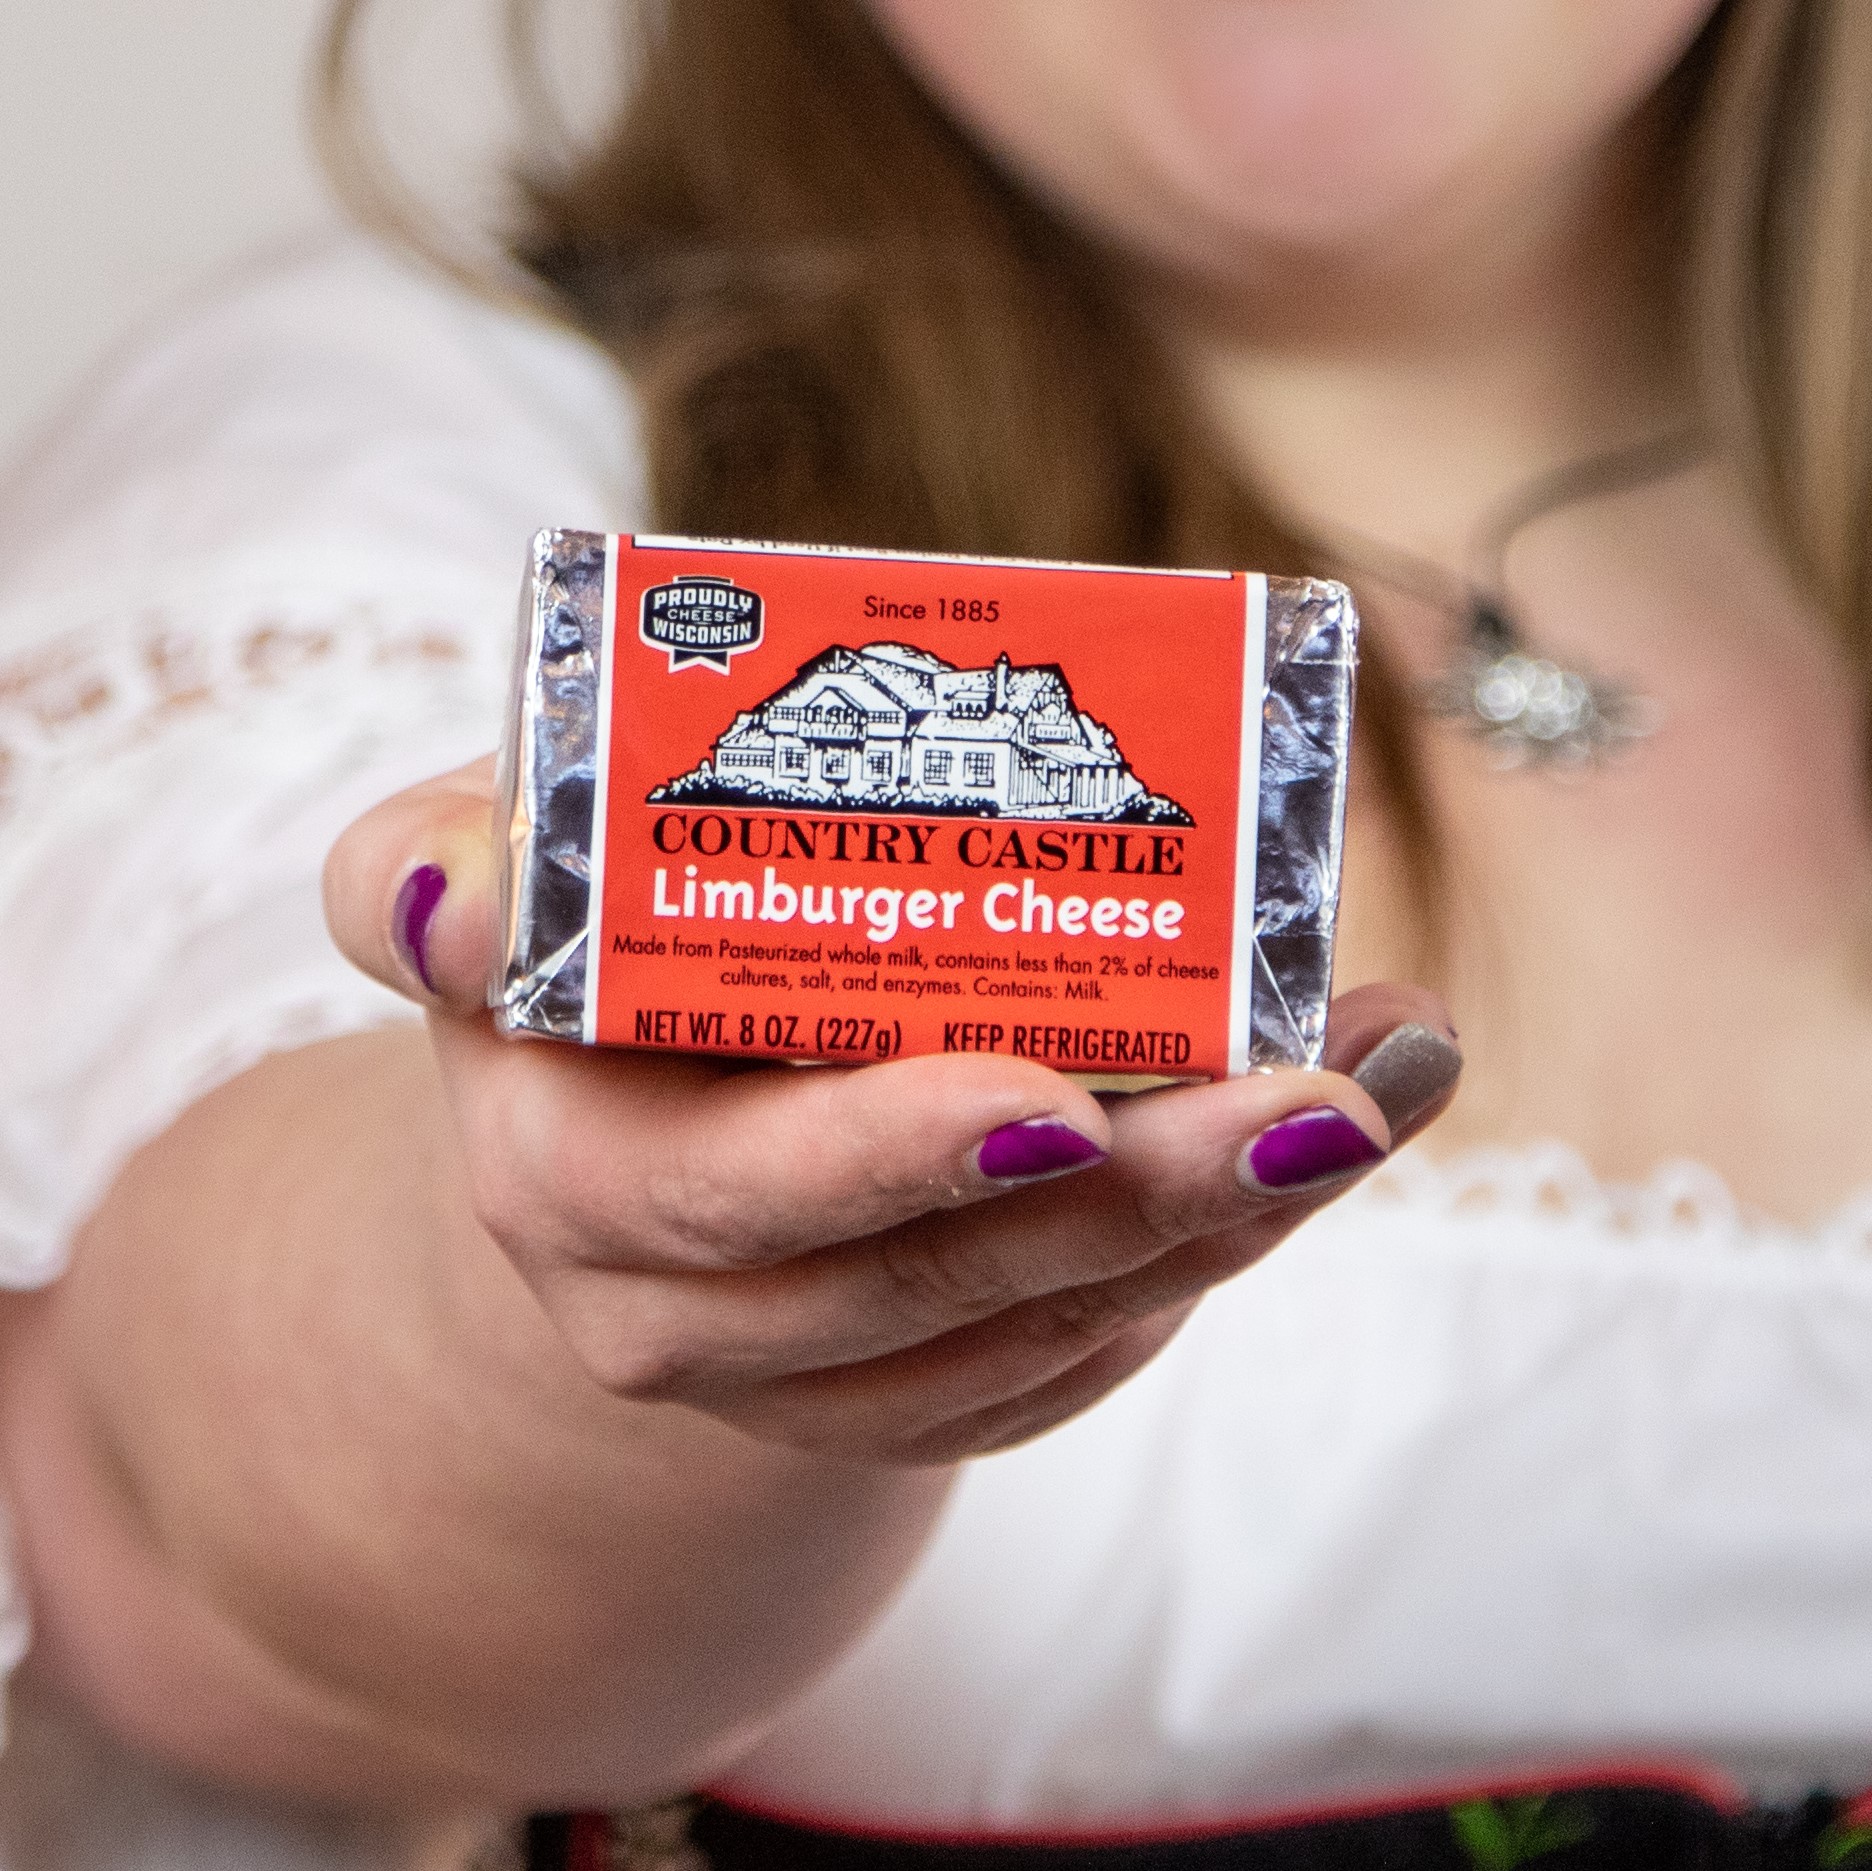 PROUDLY
CHEESE
WISCONSIN
Since 1885
COUNTRY CASTLE
Limburger Cheese
Made from Pasteurized whole milk, contains less than 2% of cheese
cultures, salt, and enzymes. Contains: Milk.
NET WT. 8 OZ. (227g) KEEP REFRIGERATED